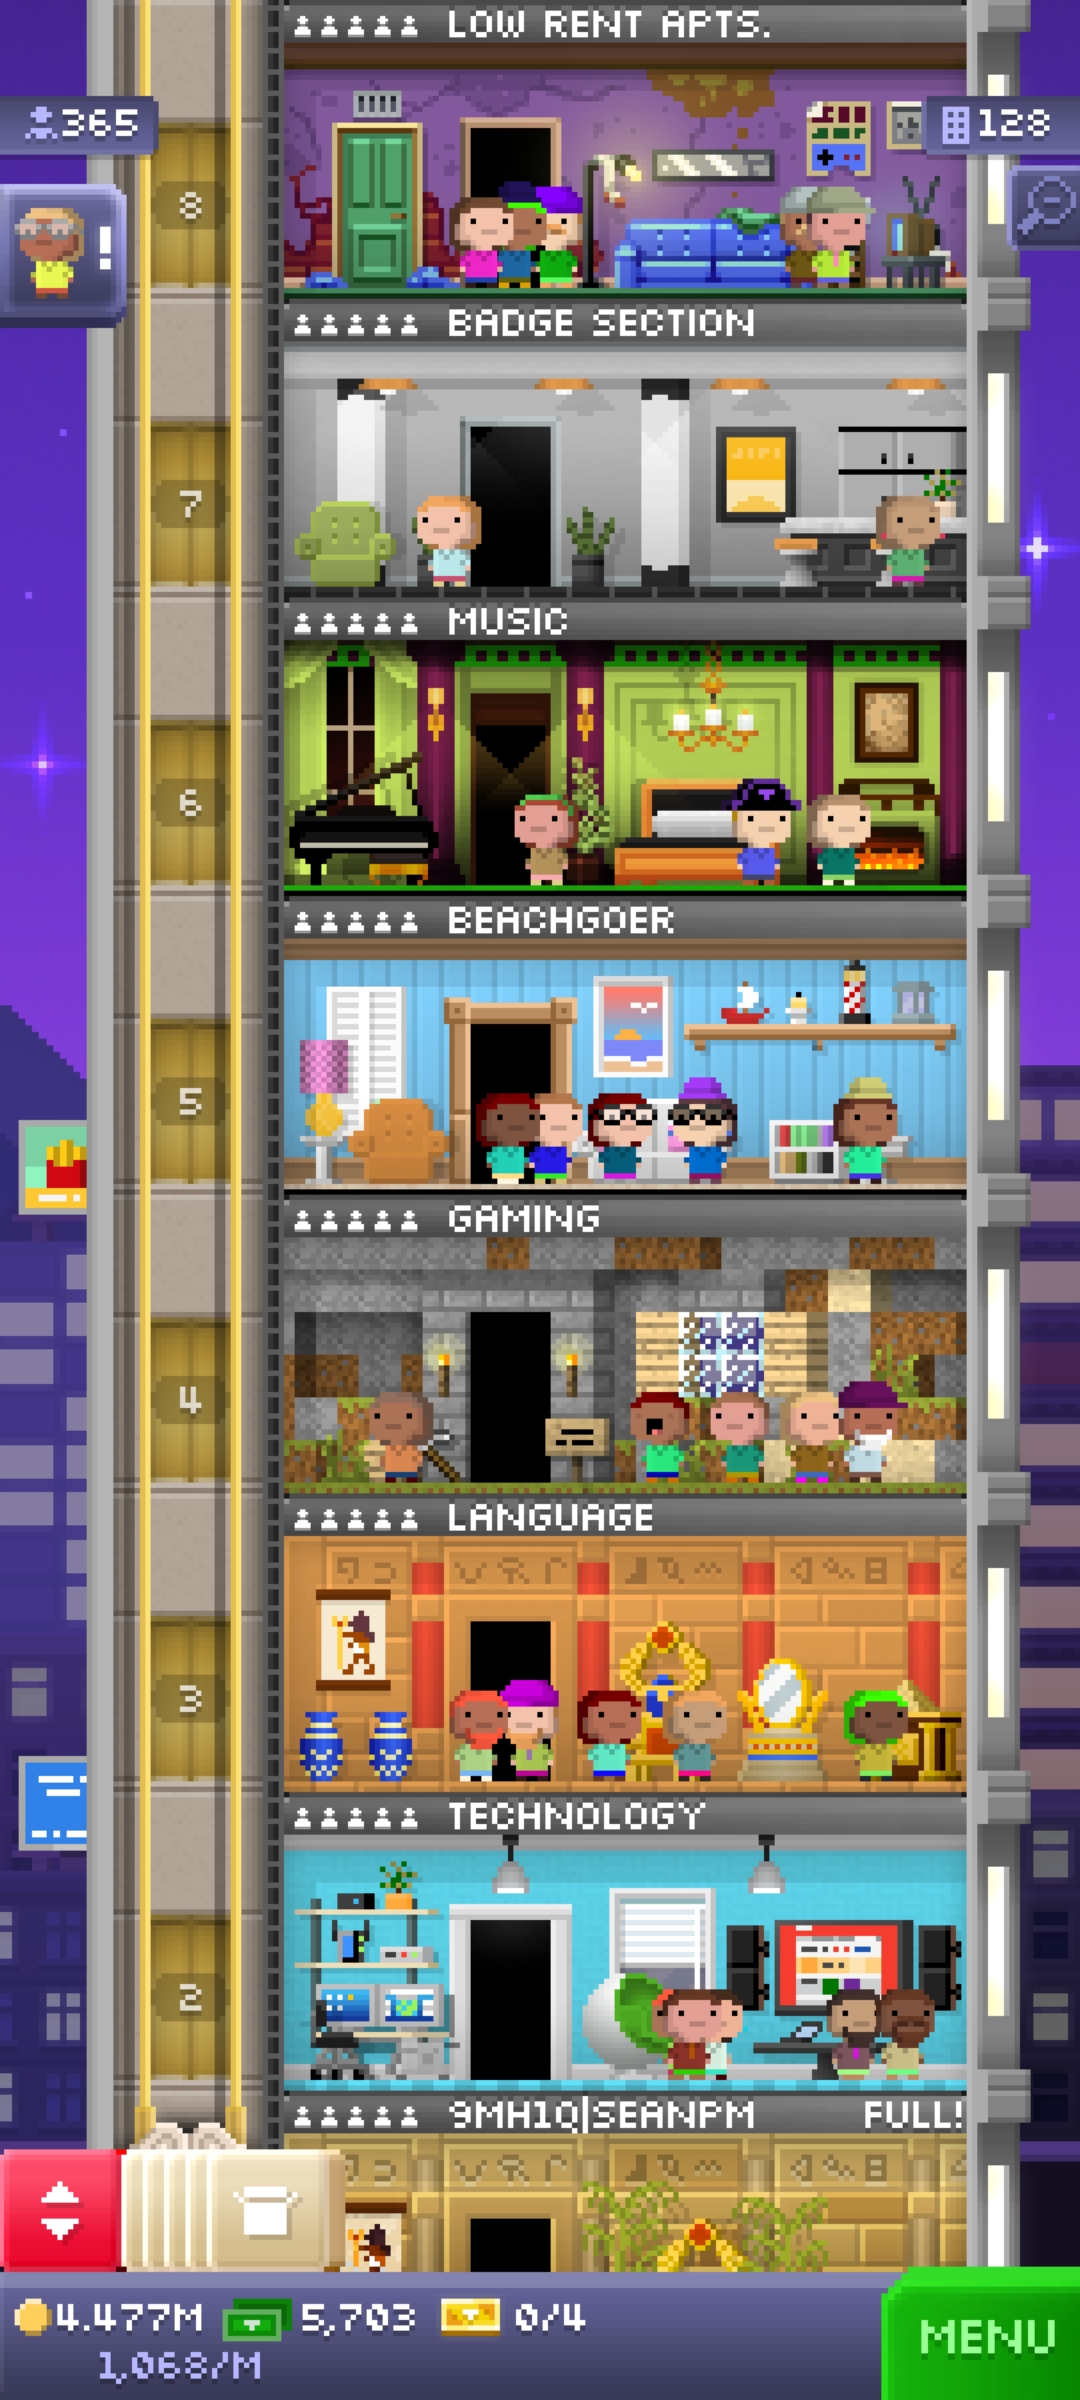 LOW RENT APTS.
365
128
8
!
BADGE SECTION
7
MUSIC
6
BEACHGOER
5
GAMING
4
LANGUAGE
3
TECHNOLOGY
2
9MH1Q|SEANPM FULL!
4.477M 5,703 0/4
1,068/M
MENU